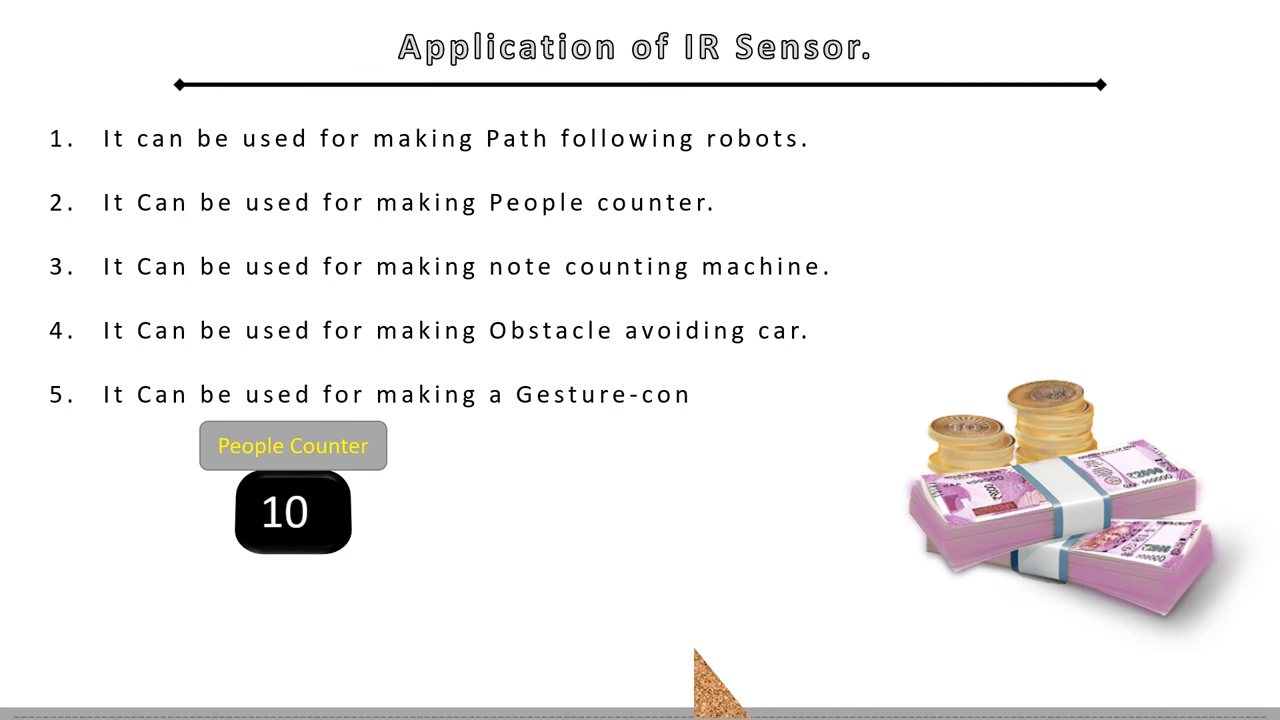 Application of IR Sensor.
1. It can be used for making Path following robots.
2. It Can be used for making People counter.
3. It Can be used for making note counting machine.
4. It Can be used for making Obstacle avoiding car.
5. It Can be used for making a Gesture-con
People Counter
10